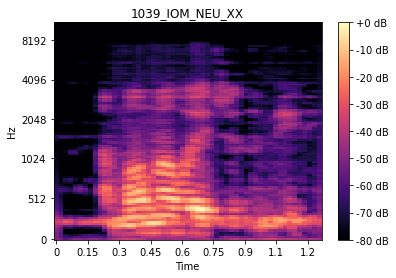 1039_IOM_NEU_XX
8192
4096
2048
1024
512
0
Hz
0 0.15 0.3 0.45 0.6 0.75 0.9 1.1 1.2
Time
+0 dB
-10 dB
-20 dB
-30 dB
-40 dB
-50 dB
-60 dB
-70 dB
-80 dB